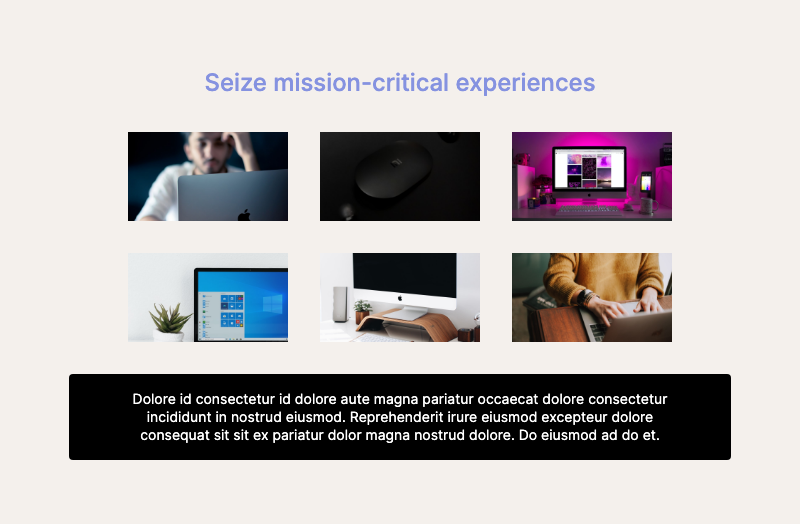 Seize mission-critical experiences
Dolore id consectetur id dolore aute magna pariatur occaecat dolore consectetur
incididunt in nostrud eiusmod. Reprehenderit irure eiusmod excepteur dolore
consequat sit sit ex pariatur dolor magna nostrud dolore. Do eiusmod ad do et.